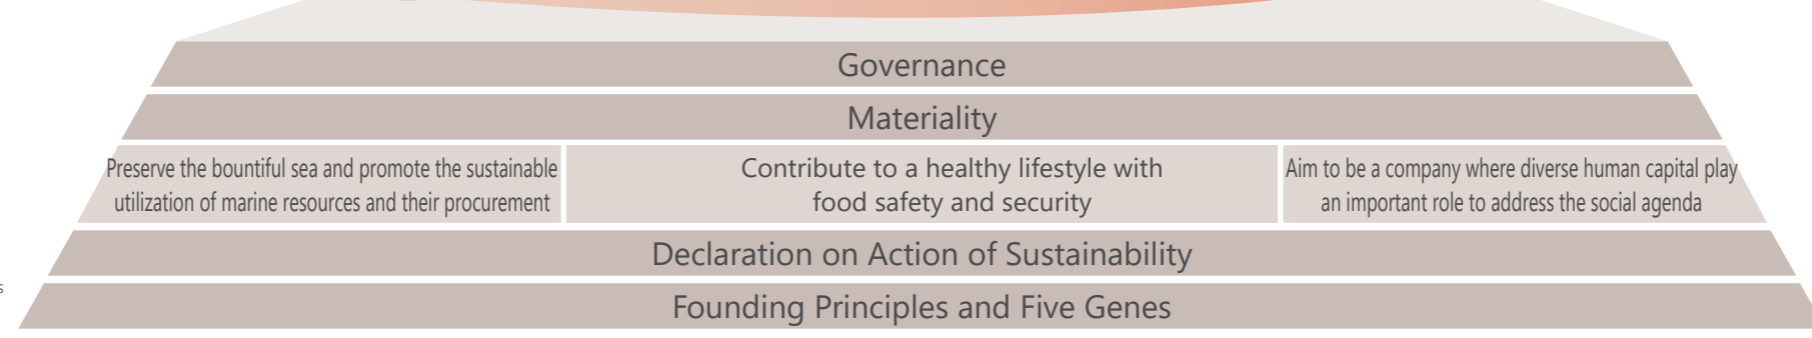 Governance
Materiality
Preserve the bountiful sea and promote the sustainable
utilization of marine resources and their procurement
Contribute to a healthy lifestyle with
food safety and security
Aim to be a company where diverse human capital play
an important role to address the social agenda
Declaration on Action of Sustainability
s
Founding Principles and Five Genes